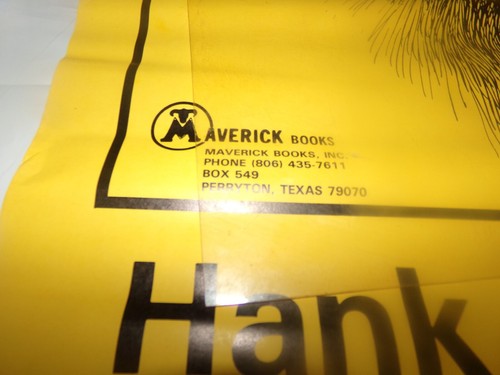 MAVERICK BOOKS
MAVERICK BOOKS, INC.
PHONE (806) 435-7611
BOX 549
PERRYTON, TEXAS 79070
Hank